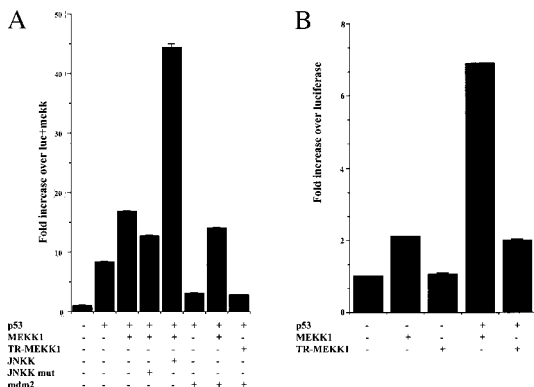 A
50
40
30
20
10
0
Fold increase over luc+mekk
p53 - + + + + + + +
MEKK1 - - + + + - + -
TR-MEKK1 - - - - - - - +
JNKK - - - - + - - -
JNKK mut - - - + - - - -
mdm2 - - - - - + + +
B
8
6
4
2
0
Fold increase over luciferase
p53 - - - + +
MEKK1 - + - + -
TR-MEKK1 - - + - +